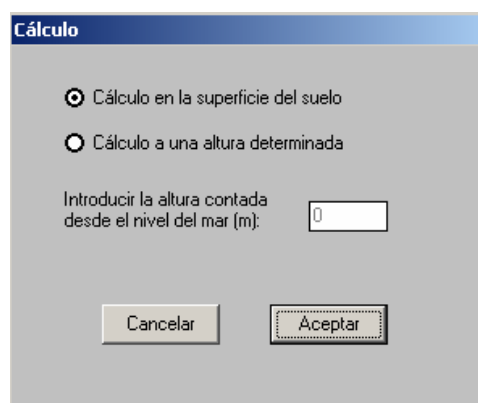 Cálculo
Cálculo en la superficie del suelo
Cálculo a una altura determinada
Introducir la altura contada
desde el nivel del mar (m):
0
Cancelar
Aceptar